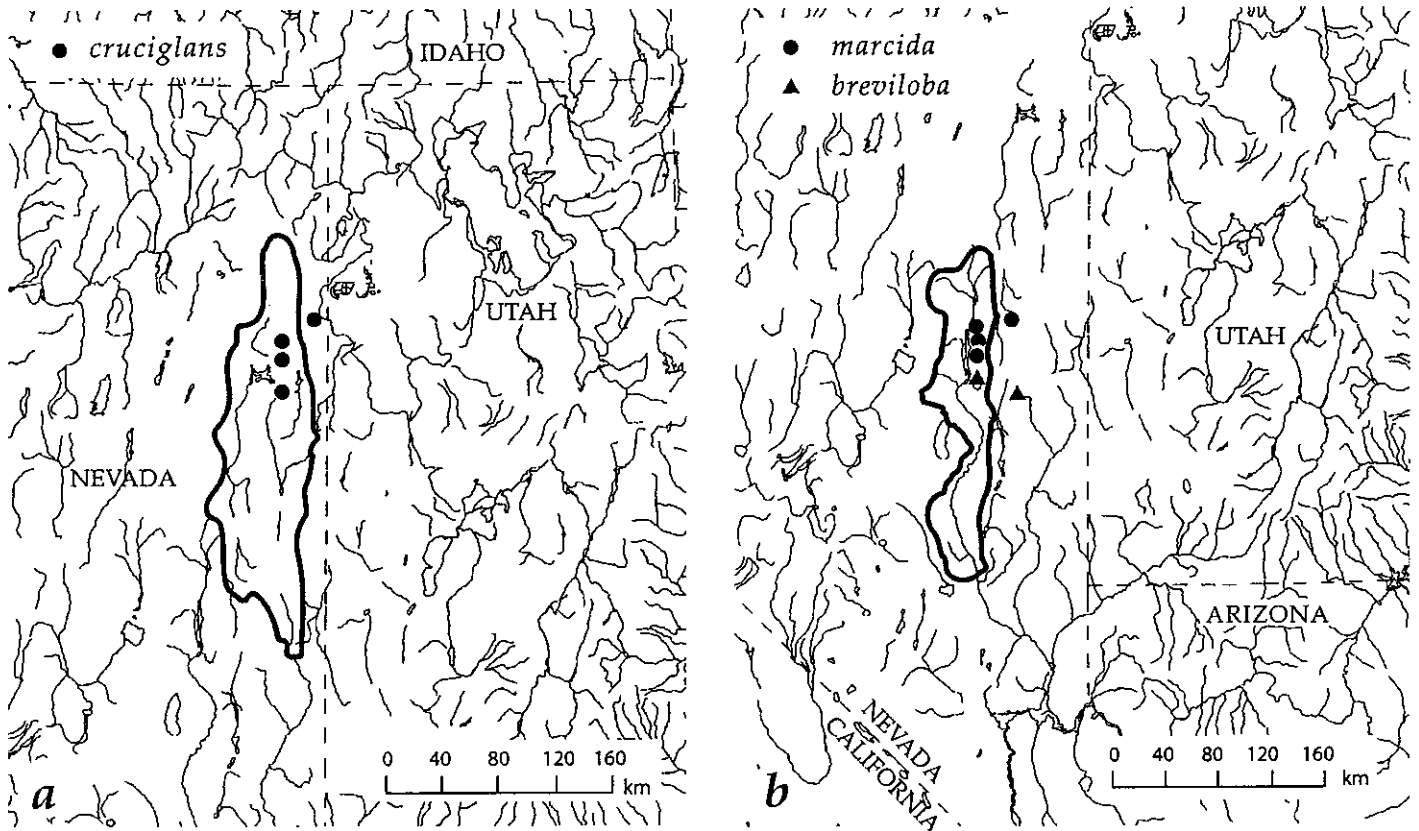 cruciglans
IDAHO
UTAH
NEVADA
0 40 80 120 160
km
a
marcida
breviloba
UTAH
ARIZONA
NEVADA
CALIFORNIA
0 40 80 120 160
km
b